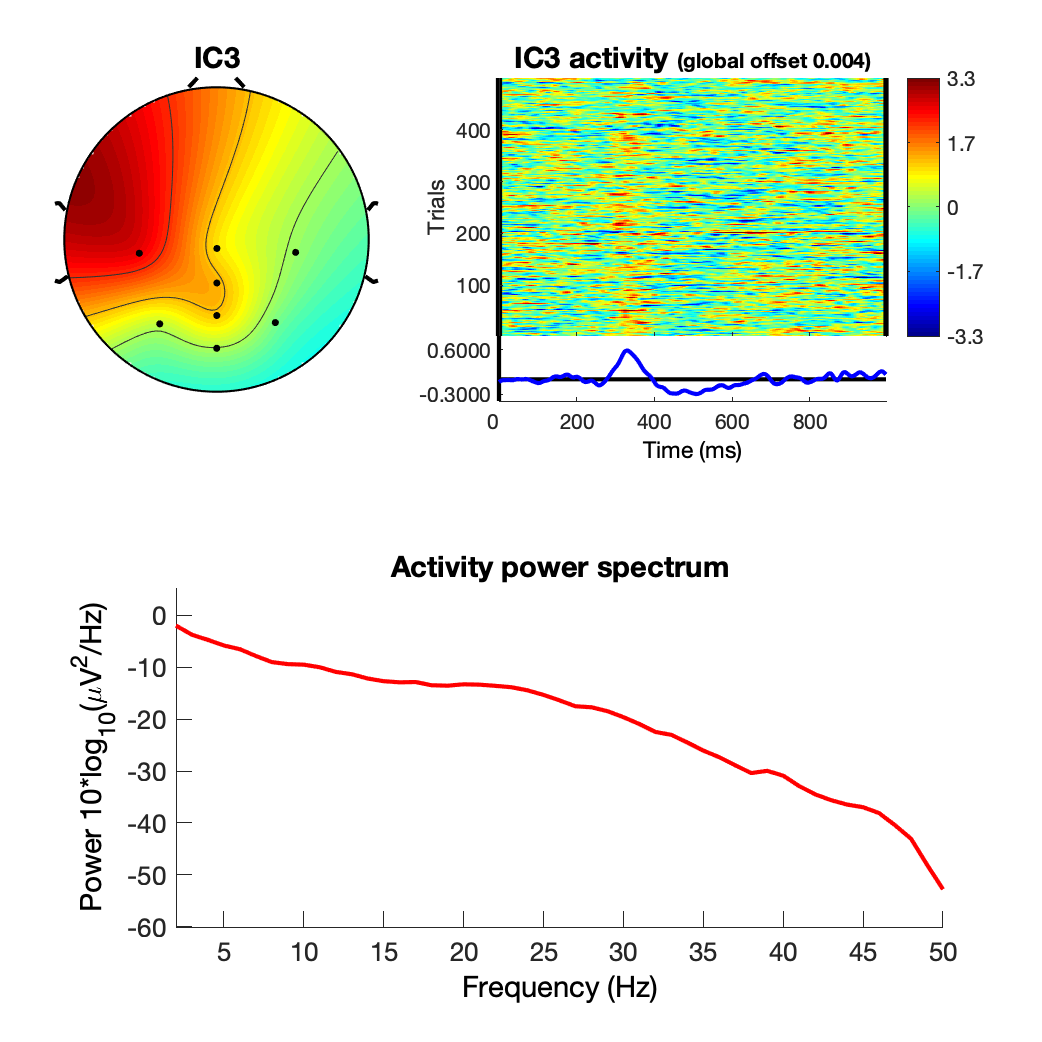 IC3
IC3 activity (global offset 0.004)
Trials
400
300
200
100
3.3
1.7
0
-1.7
-3.3
0.6000
-0.3000
0 200 400 600 800
Time (ms)
Activity power spectrum
Power 10*log10(μV2/Hz)
0
-10
-20
-30
-40
-50
-60
5 10 15 20 25 30 35 40 45 50
Frequency (Hz)